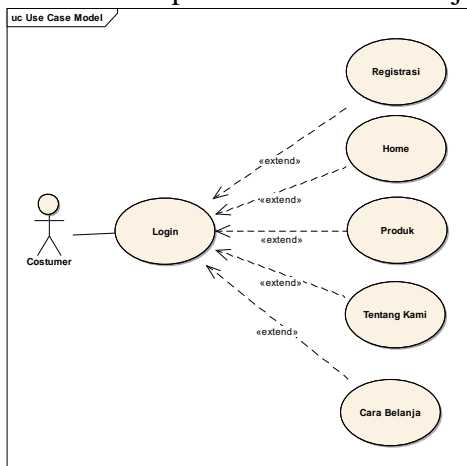 uc Use Case Model
Registrasi
«extend»
Home
«extend»
Costumer
Login
Produk
«extend»
Tentang Kami
«extend»
«extend»
Cara Belanja